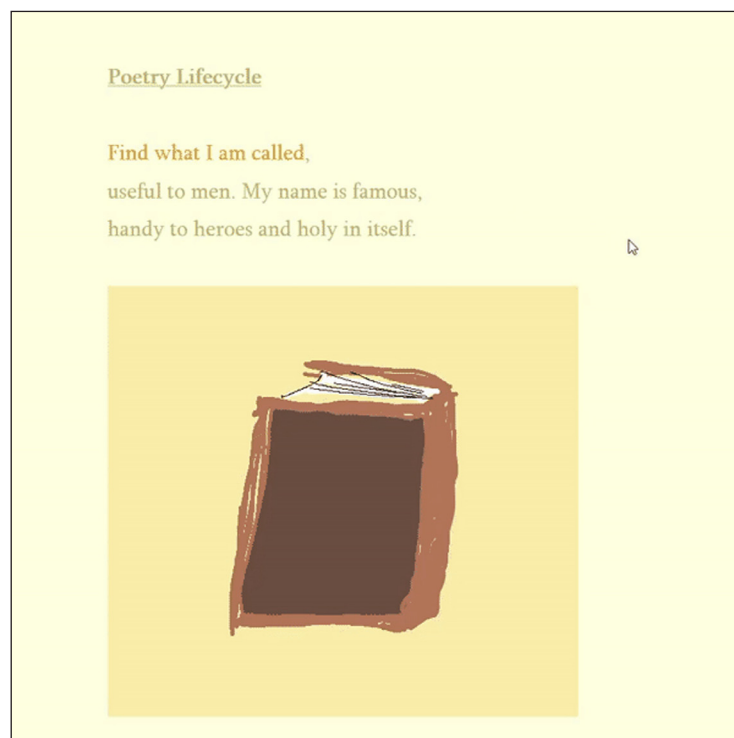 Poetry Lifecycle
Find what I am called,
useful to men. My name is famous,
handy to heroes and holy in itself.